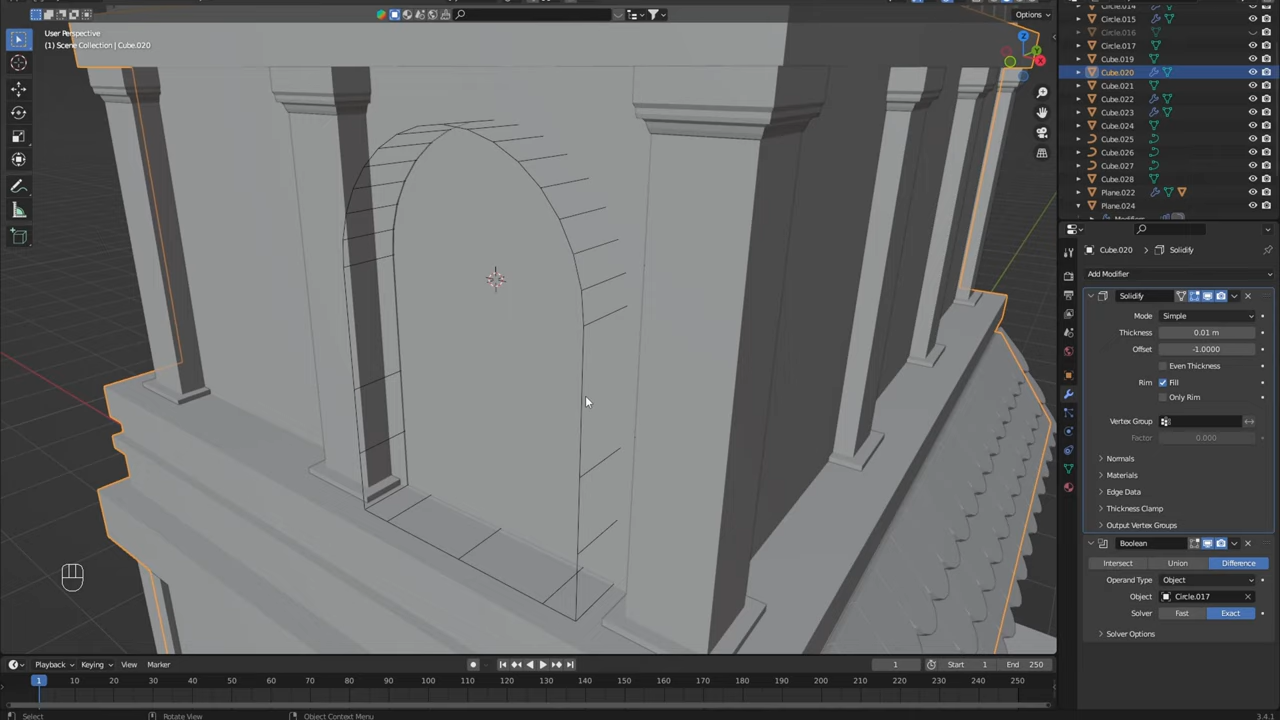 Options
User Perspective
(1) Scene Collection | Cube.020
Z
Y
X
Circle.014
Circle.015
Circle.016
Circle.017
Cube.019
Cube.020
Cube.021
Cube.022
Cube.023
Cube.024
Cube.025
Cube.026
Cube.027
Cube.028
Plane.022
Plane.024
Modifiers
Cube.020 > Solidify
Add Modifier
Solidify
Mode Simple
Thickness 0.01 m
Offset -1.0000
Even Thickness
Rim Fill
Only Rim
Vertex Group
Factor 0.000
Normals
Materials
Edge Data
Thickness Clamp
Output Vertex Groups
Boolean
Intersect Union Difference
Operand Type Object
Object Circle.017
Solver Fast Exact
Solver Options
Playback Keying View Marker 1 Start 1 End 250
1 10 20 30 40 50 60 70 80 90 100 110 120 130 140 150 160 170 180 190 200 210 220 230 240 250
Select Rotate View Object Context Menu 3.4.1